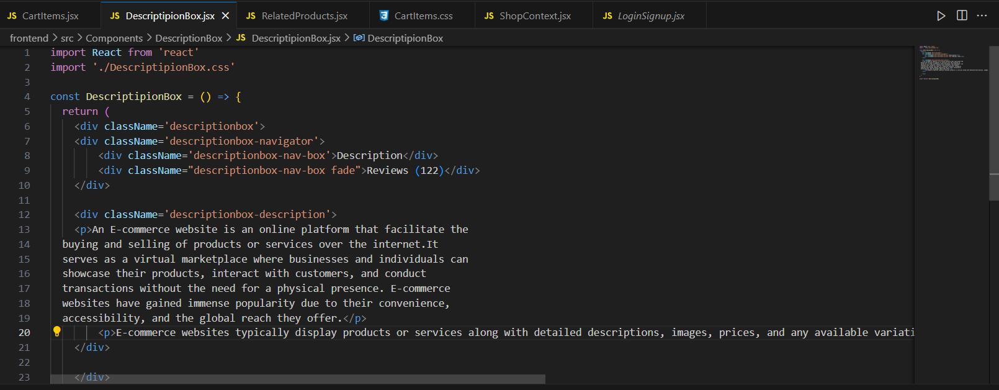 JS CartItems.jsx JS DescriptipionBox.jsx JS RelatedProducts.jsx CartItems.css JS ShopContext.jsx JS LoginSignup.jsx
frontend > src > Components > DescriptionBox > JS DescriptipionBox.jsx > DescriptipionBox
1 import React from 'react'
2 import './DescriptipionBox.css'
3
4 const DescriptipionBox = () => {
5 return (
6 <div className='descriptionbox'>
7 <div className='descriptionbox-navigator'>
8 <div className='descriptionbox-nav-box'>Description</div>
9 <div className="descriptionbox-nav-box fade">Reviews (122)</div>
10 </div>
11
12 <div className='descriptionbox-description'>
13 <p>An E-commerce website is an online platform that facilitate the
14 buying and selling of products or services over the internet.It
15 serves as a virtual marketplace where businesses and individuals can
16 showcase their products, interact with customers, and conduct
17 transactions without the need for a physical presence. E-commerce
18 websites have gained immense popularity due to their convenience,
19 accessibility, and the global reach they offer.</p>
20 <p>E-commerce websites typically display products or services along with detailed descriptions, images, prices, and any available variati
21 </div>
22
23 </div>